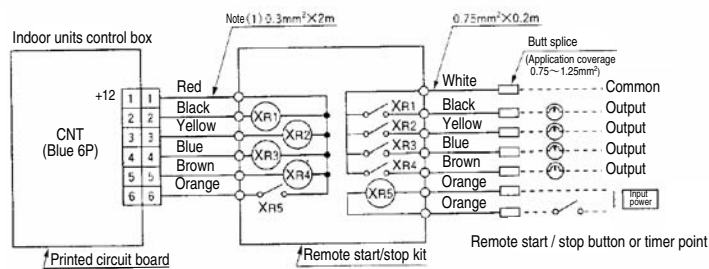 Note(1) 0.3mm²×2m
0.75mm²×0.2m
Indoor units control box
Butt splice
(Application coverage
0.75～1.25mm²)
+12
CNT
(Blue 6P)
1 1
2 2
3 3
4 4
5 5
6 6
Red
Black
Yellow
Blue
Brown
Orange
XR1
XR2
XR3
XR4
XR5
XR1
XR2
XR3
XR4
XR5
White
Black
Yellow
Blue
Brown
Orange
Orange
Common
Output
Output
Output
Output
Input
power
Remote start / stop button or timer point
Printed circuit board
Remote start/stop kit